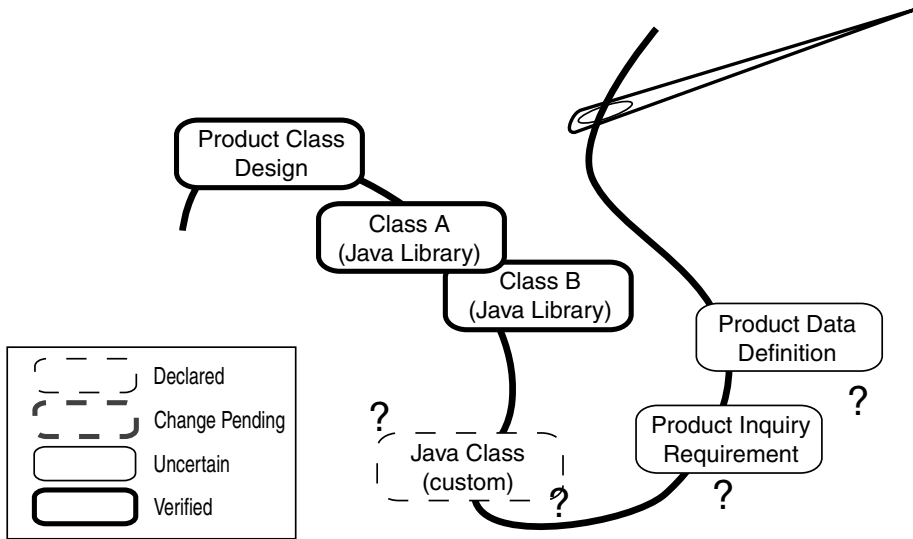 Product Class
Design
Class A
(Java Library)
Class B
(Java Library)
Product Data
Definition
?
Product Inquiry
Requirement
?
?
Java Class
(custom)
?
Declared
Change Pending
Uncertain
Verified